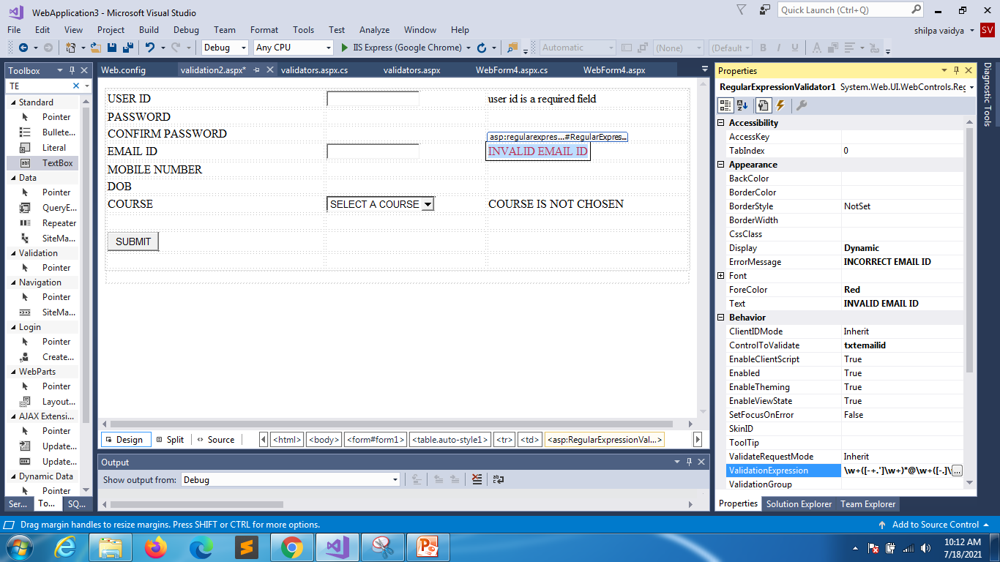 WebApplication3 - Microsoft Visual Studio
Quick Launch (Ctrl+Q)
File Edit View Project Build Debug Team Format Tools Test Analyze Window Help
shilpa vaidya SV
Debug Any CPU IIS Express (Google Chrome) Automatic (None) (Default B I U A
Toolbox
TE
Standard
Pointer
Bullete...
Literal
TextBox
Data
Pointer
QueryE...
Repeater
SiteMa...
Validation
Pointer
Navigation
Pointer
SiteMa...
Login
Pointer
Create...
WebParts
Pointer
Layout...
AJAX Extensi...
Pointer
Update...
Update...
Dynamic Data
Pointer
Ser... To... SQ...
Web.config validation2.aspx* validators.aspx.cs validators.aspx WebForm4.aspx.cs WebForm4.aspx
USER ID user id is a required field
PASSWORD
CONFIRM PASSWORD
asp:regularexpres...#RegularExpres...
EMAIL ID INVALID EMAIL ID
MOBILE NUMBER
DOB
COURSE SELECT A COURSE COURSE IS NOT CHOSEN
SUBMIT
Design Split Source <html> <body> <form#form1> <table.auto-style1> <tr> <td> <asp:RegularExpressionVal...>
Output
Show output from: Debug
Properties
RegularExpressionValidator1 System.Web.UI.WebControls.Reg
Accessibility
AccessKey
TabIndex 0
Appearance
BackColor
BorderColor
BorderStyle NotSet
BorderWidth
CssClass
Display Dynamic
ErrorMessage INCORRECT EMAIL ID
Font
ForeColor Red
Text INVALID EMAIL ID
Behavior
ClientIDMode Inherit
ControlToValidate txtemailid
EnableClientScript True
Enabled True
EnableTheming True
EnableViewState True
SetFocusOnError False
SkinID
ToolTip
ValidateRequestMode Inherit
ValidationExpression \w+([-+.']\w+)*@\w+([-.]\ ...
ValidationGroup
Properties Solution Explorer Team Explorer
Diagnostic Tools
Drag margin handles to resize margins. Press SHIFT or CTRL for more options.
Add to Source Control
10:12 AM
7/18/2021